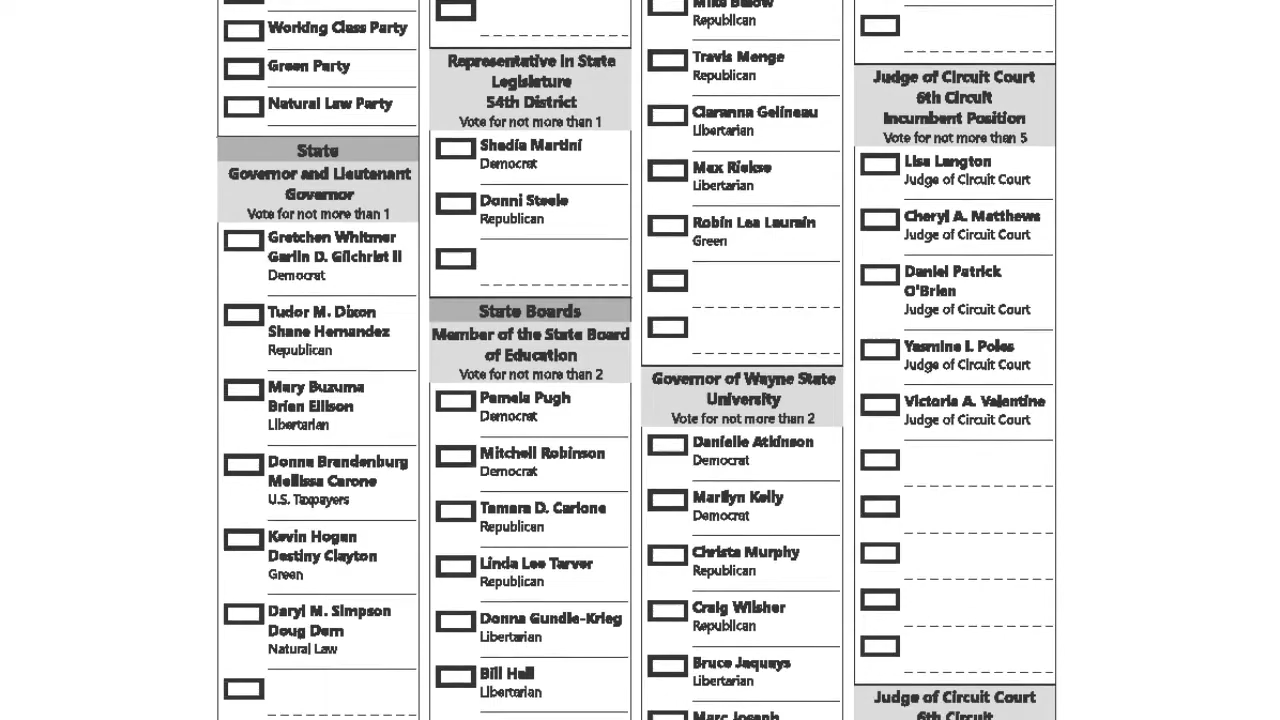 Working Class Party
Green Party
Natural Law Party
State
Governor and Lieutenant
Governor
Vote for not more than 1
Gretchen Whitmer
Garlin D. Gilchrist II
Democrat
Tudor M. Dixon
Shane Hernandez
Republican
Mary Buzuma
Brian Ellison
Libertarian
Donna Brandenburg
Mellissa Carone
U.S. Taxpayers
Kevin Hogan
Destiny Clayton
Green
Daryl M. Simpson
Doug Dern
Natural Law
Representative in State
Legislature
54th District
Vote for not more than 1
Shadia Martini
Democrat
Donni Steele
Republican
State Boards
Member of the State Board
of Education
Vote for not more than 2
Pamela Pugh
Democrat
Mitchell Robinson
Democrat
Tamara D. Carlone
Republican
Linda Lee Tarver
Republican
Donna Gundle-Krieg
Libertarian
Bill Hall
Libertarian
Mike Balow
Republican
Travis Menge
Republican
Claranna Gelineau
Libertarian
Max Riekse
Libertarian
Robin Lea Laurain
Green
Governor of Wayne State
University
Vote for not more than 2
Danielle Atkinson
Democrat
Marilyn Kelly
Democrat
Christa Murphy
Republican
Craig Wilsher
Republican
Bruce Jaquays
Libertarian
Marc Joseph
Judge of Circuit Court
6th Circuit
Incumbent Position
Vote for not more than 5
Lisa Langton
Judge of Circuit Court
Cheryl A. Matthews
Judge of Circuit Court
Daniel Patrick
O'Brien
Judge of Circuit Court
Yasmine I. Poles
Judge of Circuit Court
Victoria A. Valentine
Judge of Circuit Court
Judge of Circuit Court
6th Circuit